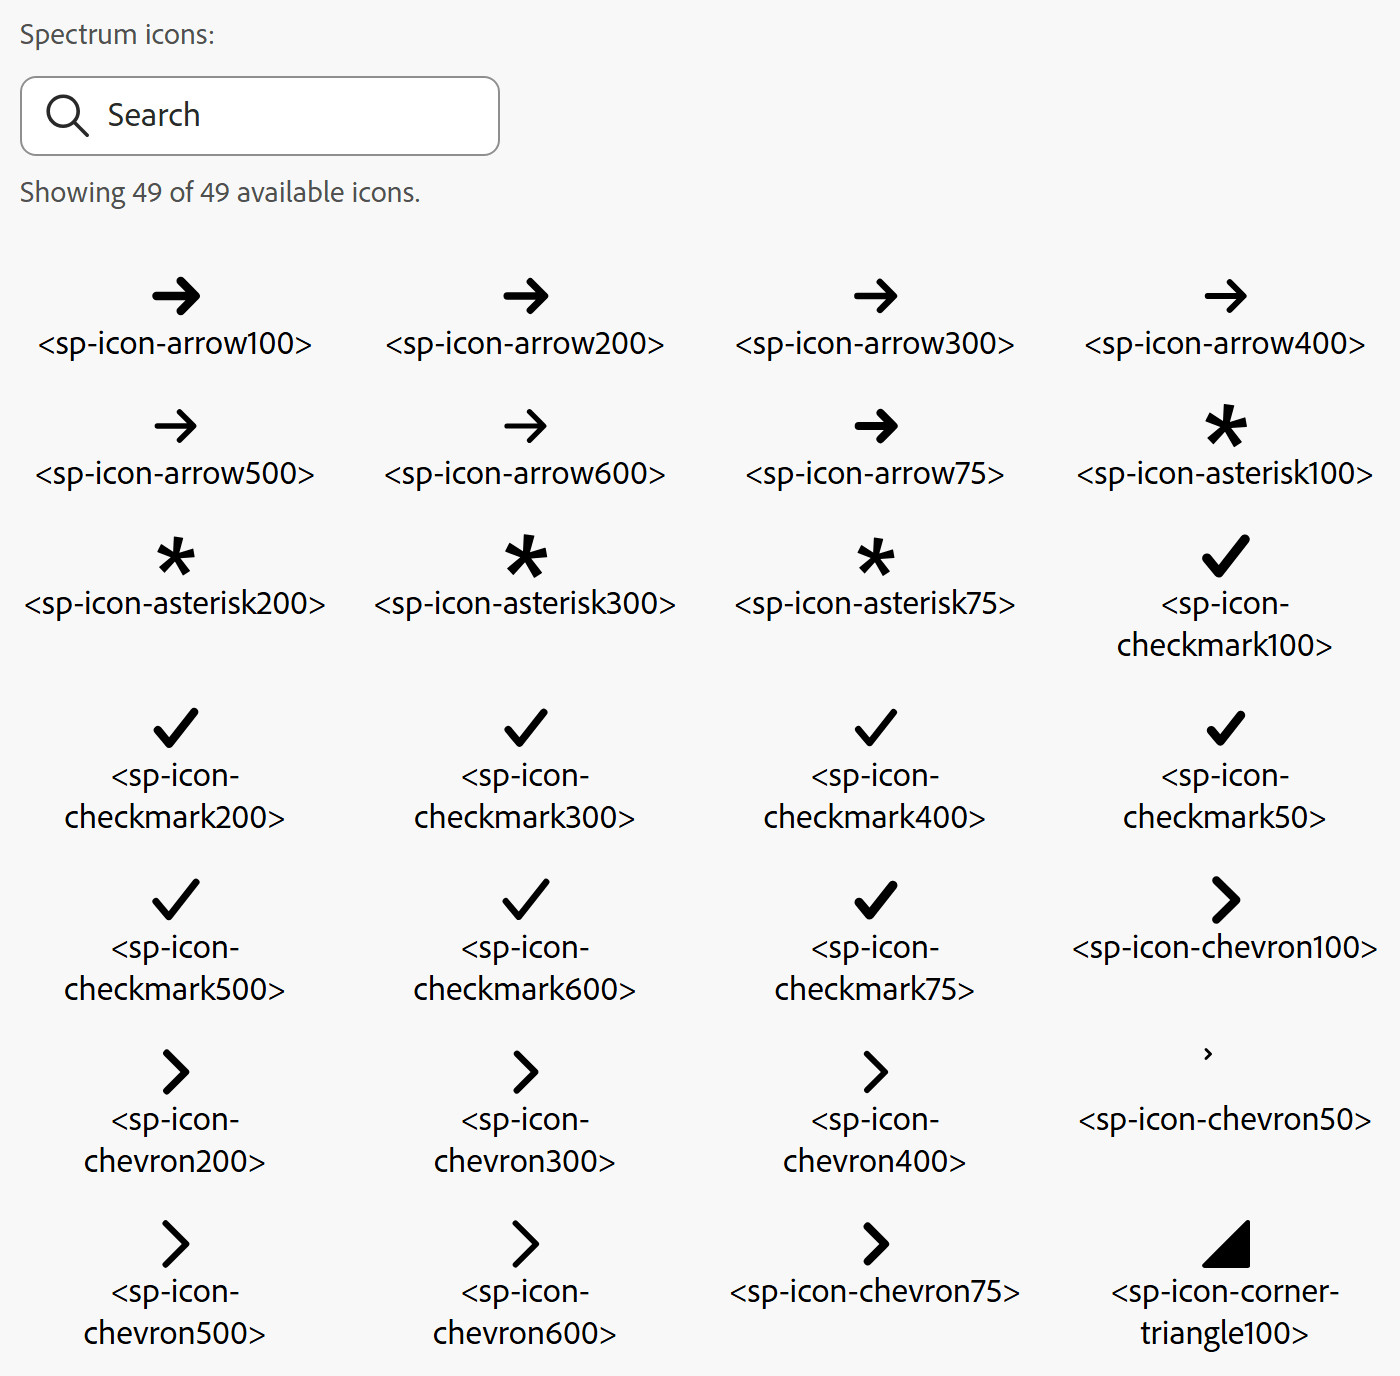 Spectrum icons:
Search
Showing 49 of 49 available icons.
<sp-icon-arrow100>
<sp-icon-arrow200>
<sp-icon-arrow300>
<sp-icon-arrow400>
<sp-icon-arrow500>
<sp-icon-arrow600>
<sp-icon-arrow75>
<sp-icon-asterisk100>
<sp-icon-asterisk200>
<sp-icon-asterisk300>
<sp-icon-asterisk75>
<sp-icon-
checkmark100>
<sp-icon-
checkmark200>
<sp-icon-
checkmark300>
<sp-icon-
checkmark400>
<sp-icon-
checkmark50>
<sp-icon-
checkmark500>
<sp-icon-
checkmark600>
<sp-icon-
checkmark75>
<sp-icon-chevron100>
<sp-icon-
chevron200>
<sp-icon-
chevron300>
<sp-icon-
chevron400>
<sp-icon-chevron50>
<sp-icon-
chevron500>
<sp-icon-
chevron600>
<sp-icon-chevron75>
<sp-icon-corner-
triangle100>